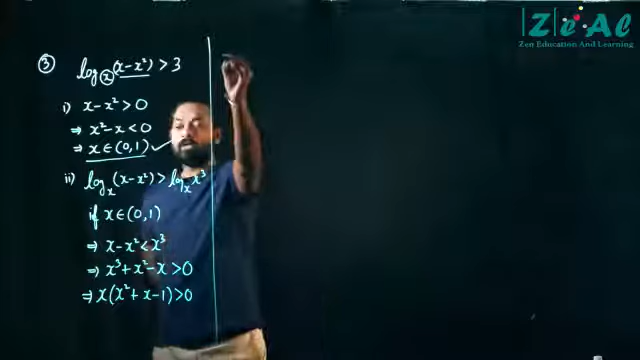 ZeAL
Zen Education And Learning
③ log_x (x-x²) > 3
i) x-x² > 0
⇒ x²-x < 0
⇒ x ∈ (0,1) ✓
ii) log_x (x-x²) > log_x x³
if x ∈ (0,1)
⇒ x-x² < x³
⇒ x³+x²-x > 0
⇒ x(x²+x-1) > 0